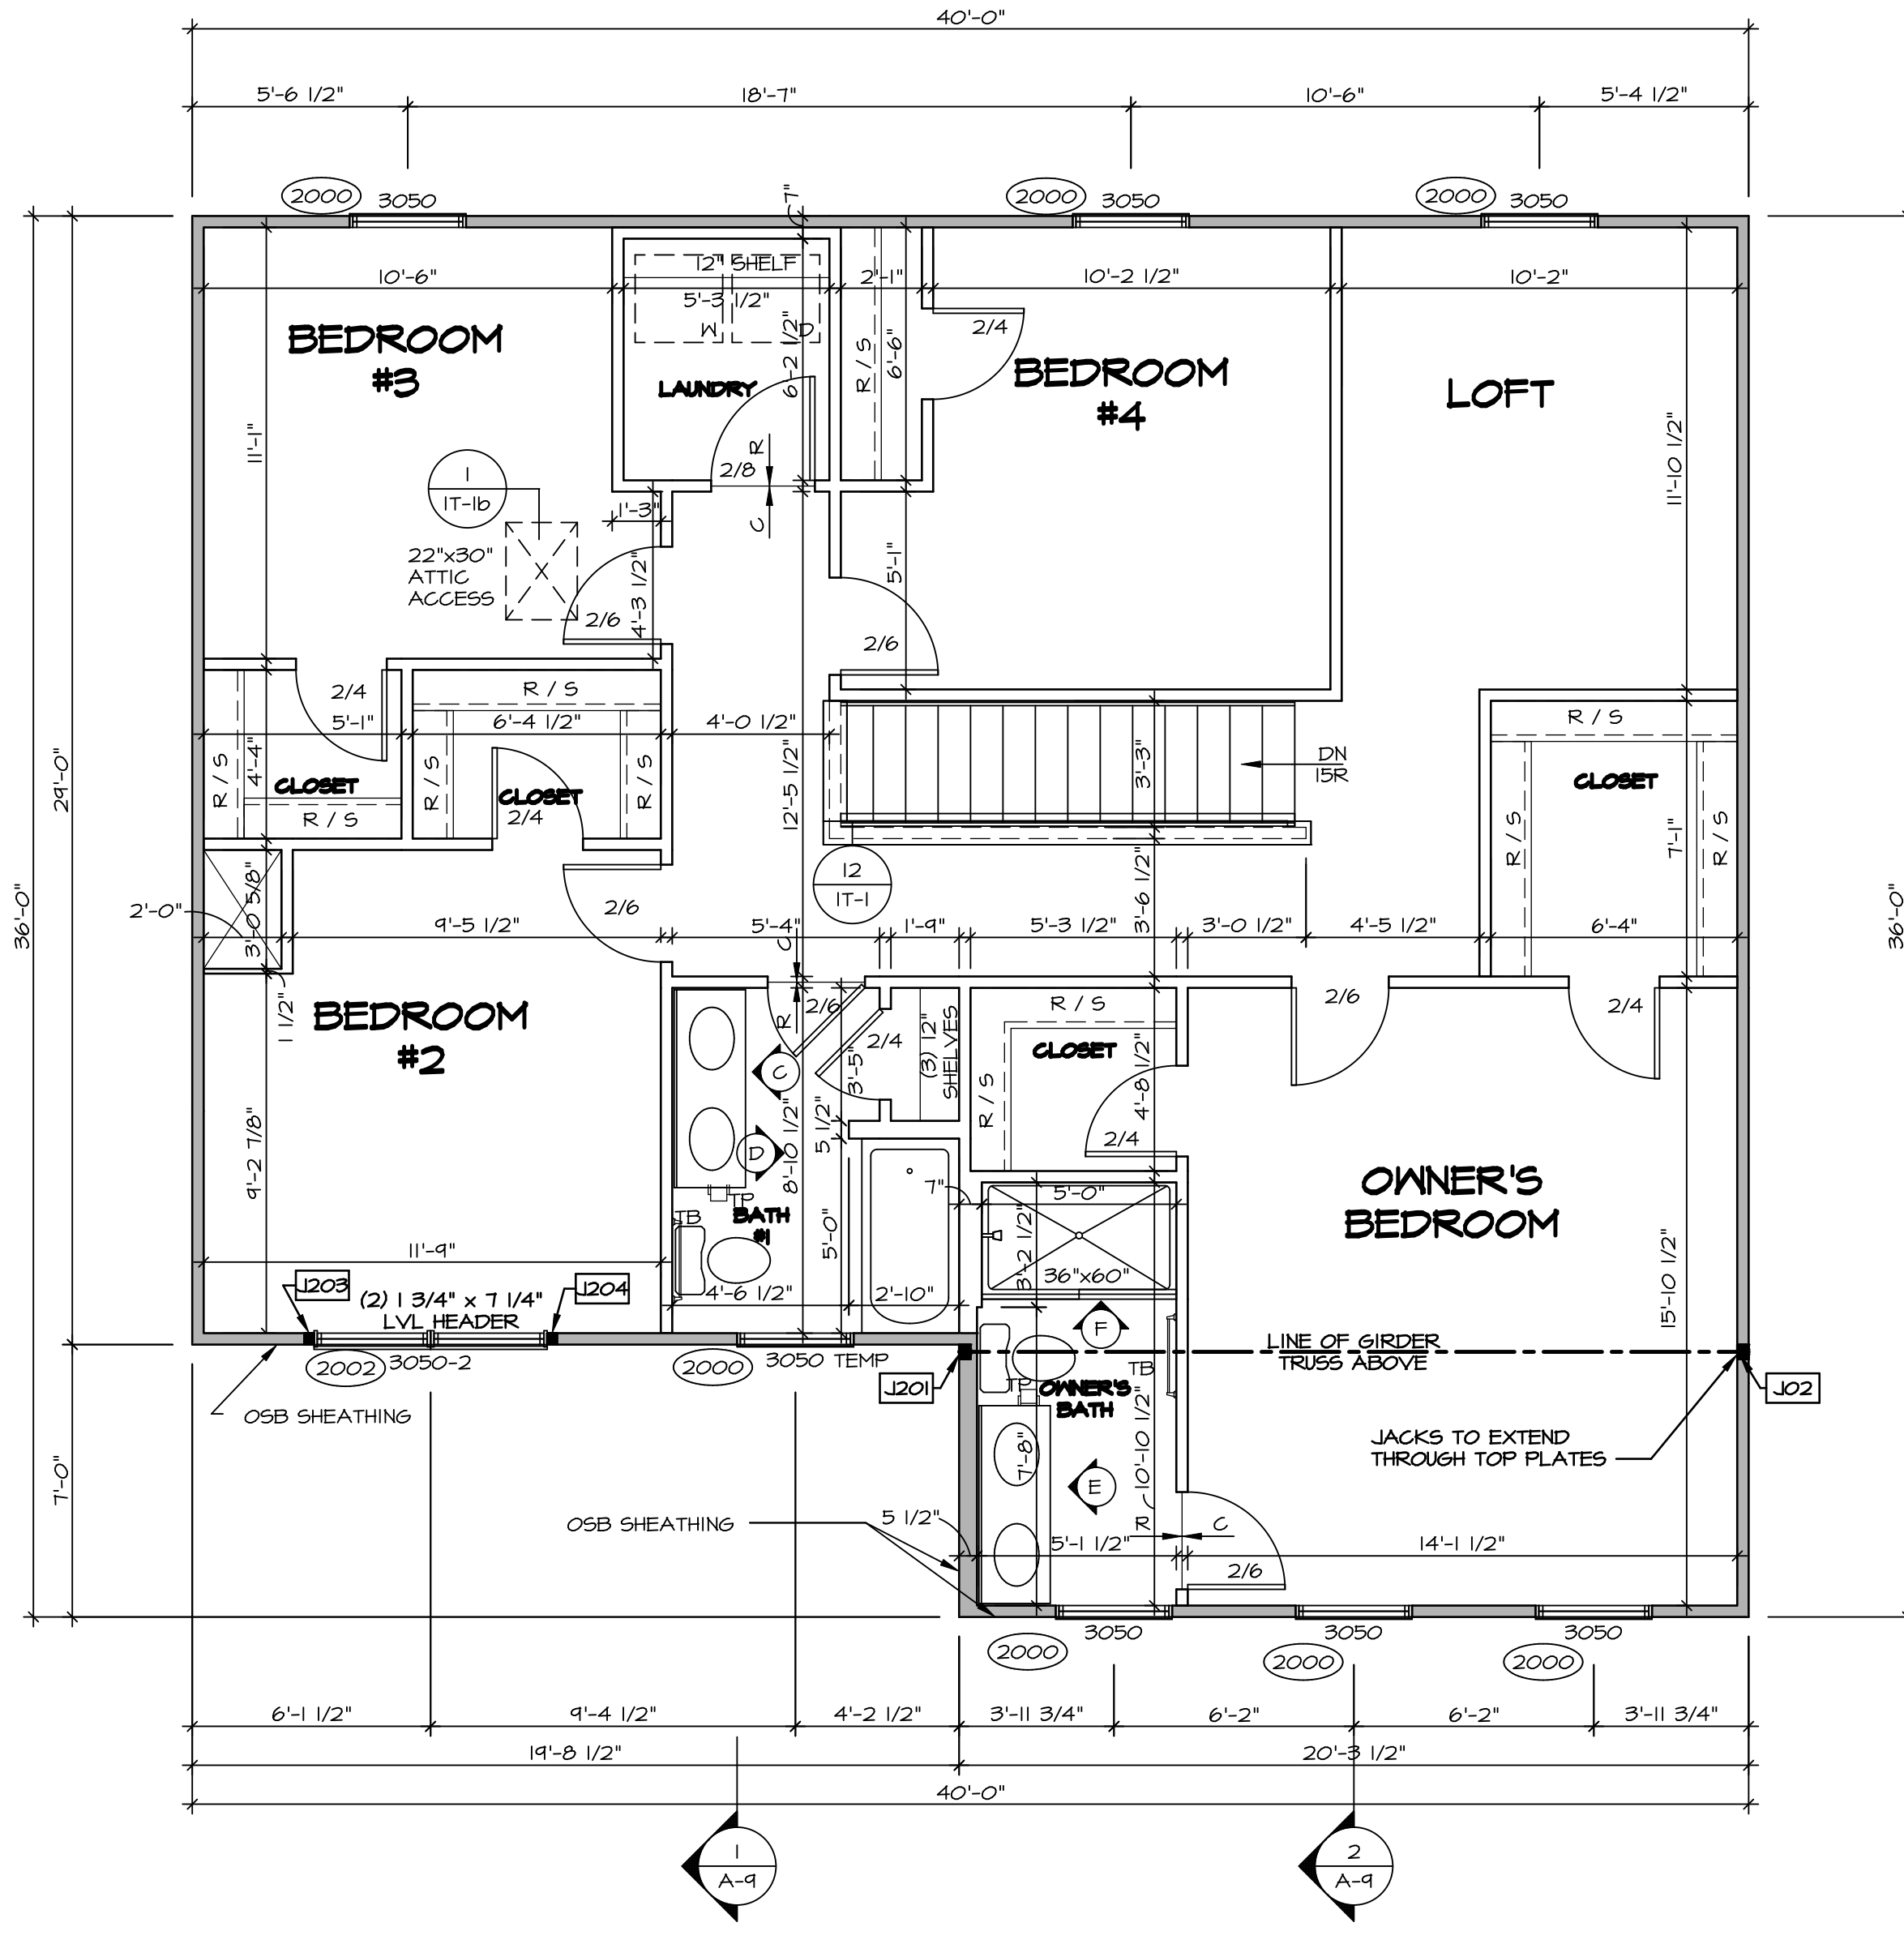 40'-0"
5'-6 1/2"
18'-7"
10'-6"
5'-4 1/2"
2000
3050
7"
2000
3050
2000
3050
10'-6"
12" SHELF
5'-3 1/2"
2'-1"
10'-2 1/2"
10'-2"
W
D
BEDROOM
#3
LAUNDRY
6'-2 1/2"
R / S
6'-6"
2/4
BEDROOM
#4
LOFT
11'-1"
11'-10 1/2"
1
1T-1b
2/8
R
C
1'-3"
22"x30"
ATTIC
ACCESS
4'-3 1/2"
2/6
5'-1"
2/6
2/4
R / S
R / S
5'-1"
6'-4 1/2"
4'-0 1/2"
R / S
4'-4"
CLOSET
R / S
R / S
CLOSET
2/4
R / S
12'-5 1/2"
3'-3"
DN
15R
CLOSET
R / S
7'-1"
R / S
29'-0"
36'-0"
36'-0"
12
1T-1
2'-0"
3'-0 5/8"
9'-5 1/2"
2/6
5'-4"
C
1'-9"
5'-3 1/2"
3'-6 1/2"
3'-0 1/2"
4'-5 1/2"
6'-4"
1 1/2"
BEDROOM
#2
R
2/6
2/4
3'-5"
(3) 12"
SHELVES
R / S
CLOSET
R / S
4'-8 1/2"
2/4
2/6
2/4
C
D
8'-10 1/2"
5 1/2"
9'-2 7/8"
TP
TB
BATH
#1
5'-0"
7"
5'-0"
3'-2 1/2"
36"x60"
OWNER'S
BEDROOM
15'-10 1/2"
11'-9"
J203
(2) 1 3/4" x 7 1/4"
LVL HEADER
J204
4'-6 1/2"
2'-10"
F
LINE OF GIRDER
TRUSS ABOVE
2002
3050-2
2000
3050 TEMP
J201
TP
OWNER'S
BATH
TB
J02
OSB SHEATHING
7'-8"
10'-10 1/2"
JACKS TO EXTEND
THROUGH TOP PLATES
7'-0"
E
OSB SHEATHING
5 1/2"
R
C
5'-1 1/2"
14'-1 1/2"
2/6
3050
3050
3050
2000
2000
2000
6'-1 1/2"
9'-4 1/2"
4'-2 1/2"
3'-11 3/4"
6'-2"
6'-2"
3'-11 3/4"
19'-8 1/2"
20'-3 1/2"
40'-0"
1
A-9
2
A-9